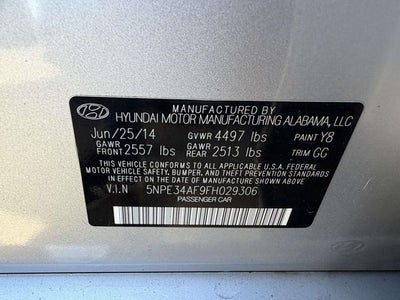 MANUFACTURED BY
HYUNDAI MOTOR MANUFACTURING ALABAMA, LLC
Jun/25/14 GVWR 4497 lbs PAINT Y8
GAWR FRONT 2557 lbs GAWR REAR 2513 lbs TRIM GG
THIS VEHICLE CONFORMS TO ALL APPLICABLE U.S.A FEDERAL
MOTOR VEHICLE SAFETY, BUMPER, AND THEFT PREVENTION
STANDARDS IN EFFECT ON THE DATE OF MANUFACTURE SHOWN ABOVE.
V.I.N 5NPE34AF9FH029306
PASSENGER CAR